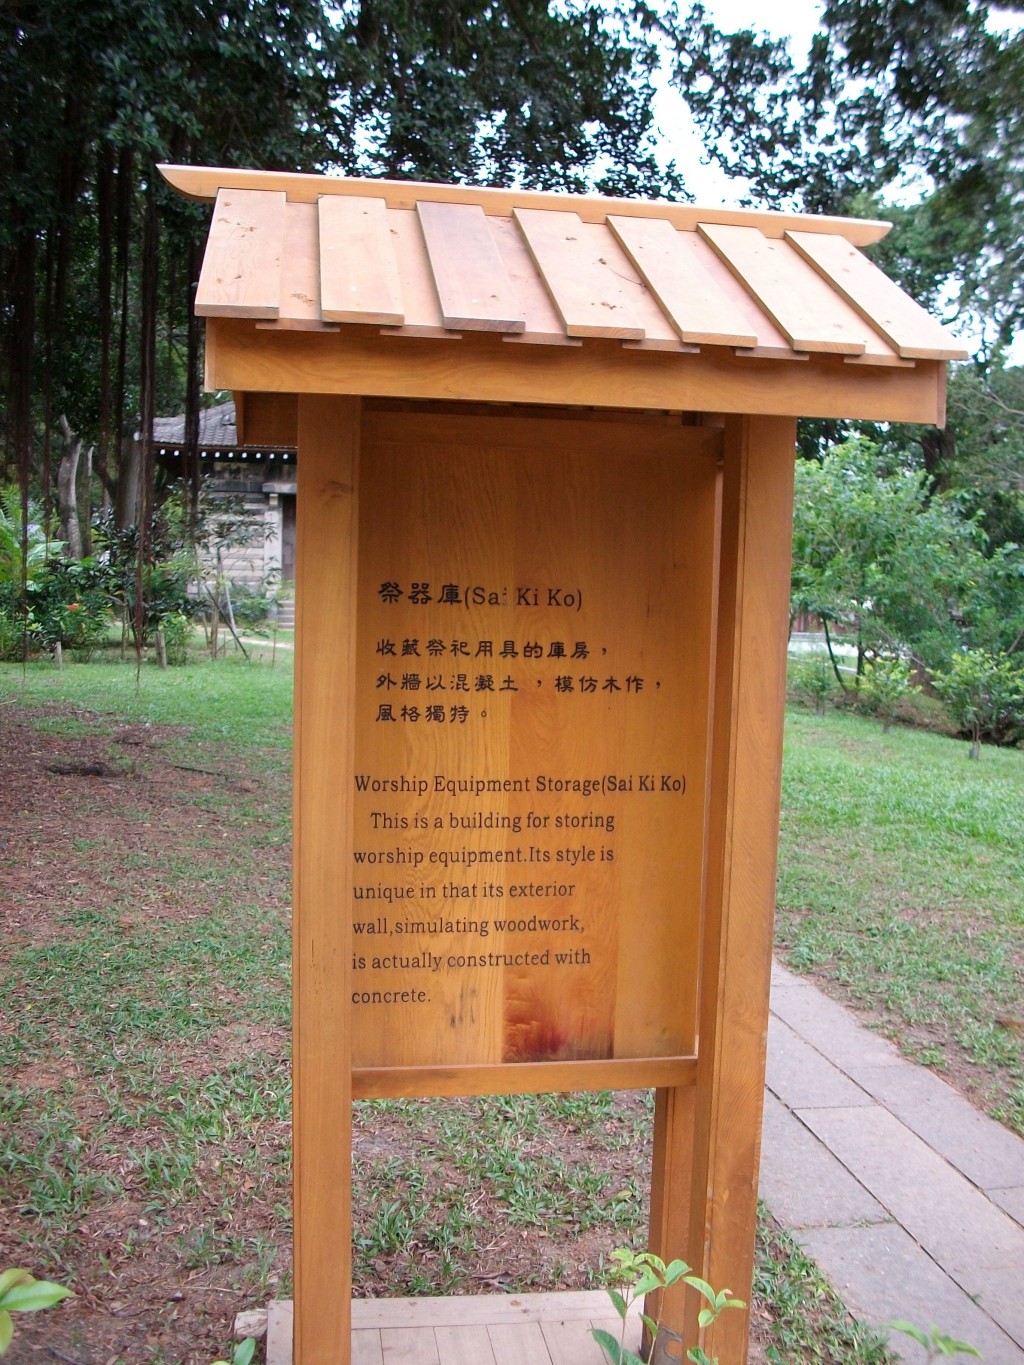 祭器庫(Sai Ki Ko)
收藏祭祀用具的庫房，
外牆以混凝土，模仿木作，
風格獨特。
Worship Equipment Storage(Sai Ki Ko)
This is a building for storing
worship equipment.Its style is
unique in that its exterior
wall,simulating woodwork,
is actually constructed with
concrete.